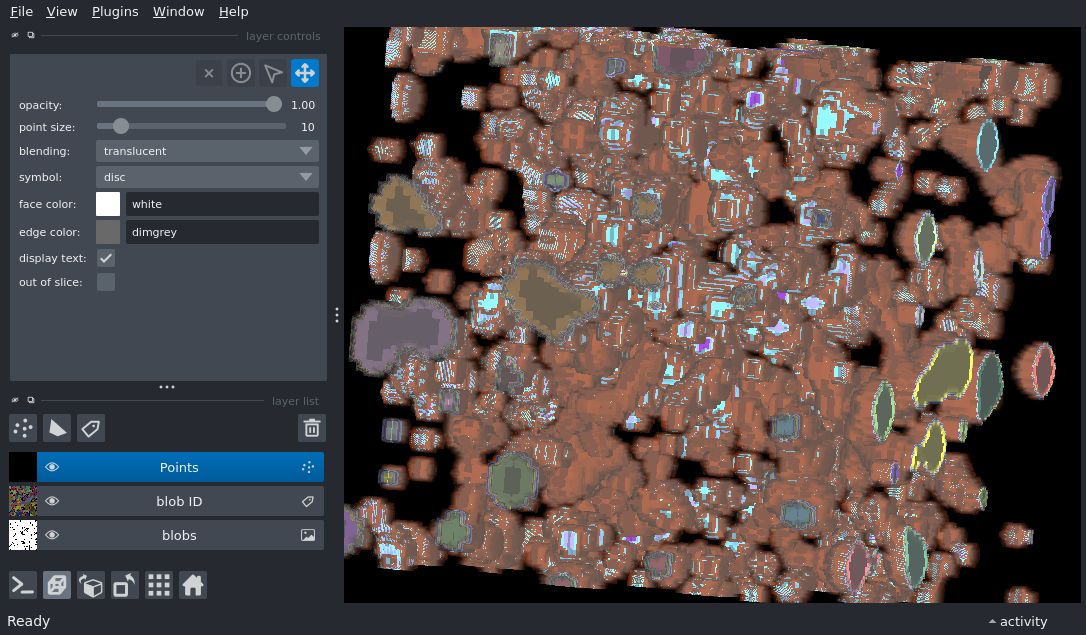 File View Plugins Window Help
layer controls
opacity: 1.00
point size: 10
blending: translucent
symbol: disc
face color: white
edge color: dimgrey
display text:
out of slice:
layer list
Points
blob ID
blobs
Ready activity